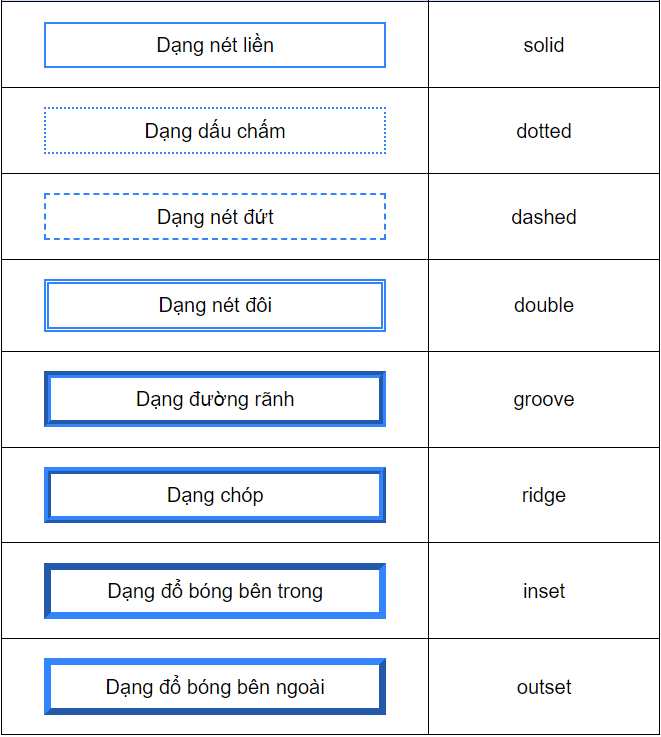 Dạng nét liền
solid
Dạng dấu chấm
dotted
Dạng nét đứt
dashed
Dạng nét đôi
double
Dạng đường rãnh
groove
Dạng chóp
ridge
Dạng đổ bóng bên trong
inset
Dạng đổ bóng bên ngoài
outset